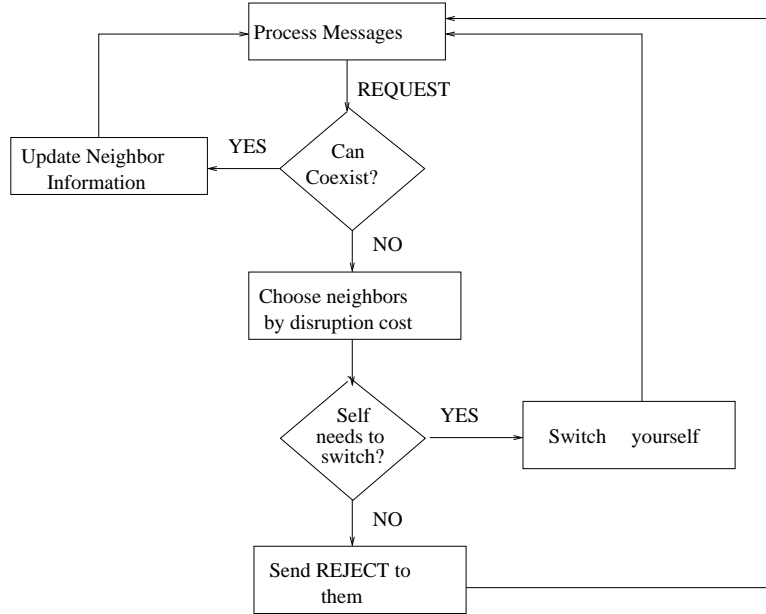 Process Messages
REQUEST
YES
Can
Coexist?
Update Neighbor
Information
NO
Choose neighbors
by disruption cost
Self
needs to
switch?
YES
Switch yourself
NO
Send REJECT to
them